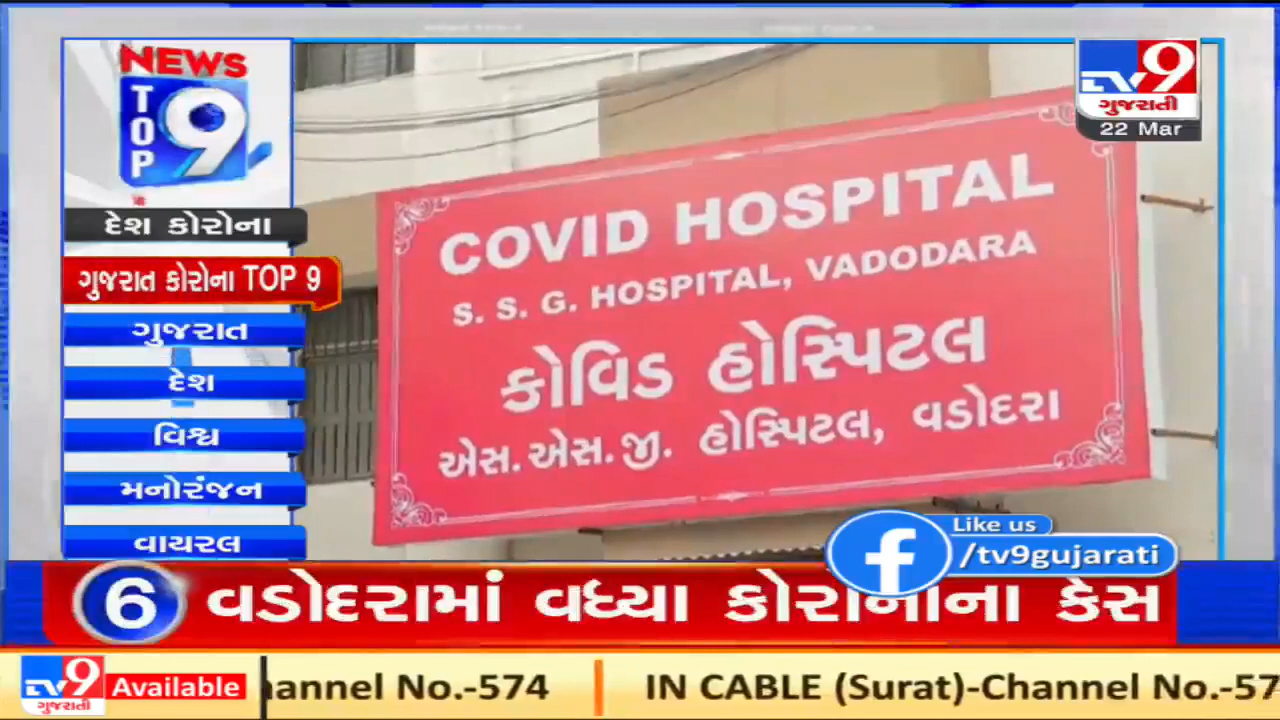 NEWS
TOP
9
TV9
ગુજરાતી
22 Mar
દેશ કોરોના
ગુજરાત કોરોના TOP 9
ગુજરાત
દેશ
વિશ્વ
મનોરંજન
વાયરલ
COVID HOSPITAL
S. S. G. HOSPITAL, VADODARA
કોવિડ હોસ્પિટલ
એસ.એસ.જી. હોસ્પિટલ, વડોદરા
Like us
/tv9gujarati
6 વડોદરામાં વધ્યા કોરોનાના કેસ
TV9
ગુજરાતી
Available
annel No.-574 IN CABLE (Surat)-Channel No.-57